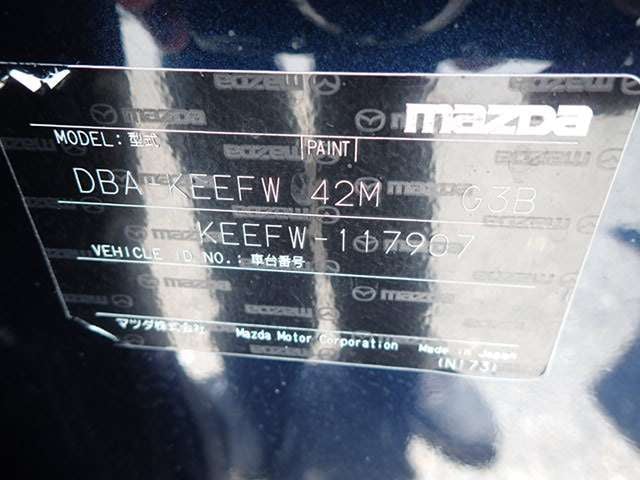 mazda
MODEL:型式 |PAINT|
DBA-KEEFW 42M G3B
KEEFW-117907
VEHICLE ID NO.:車台番号
マツダ株式会社 Mazda Motor Corporation Made in Japan
(N173)